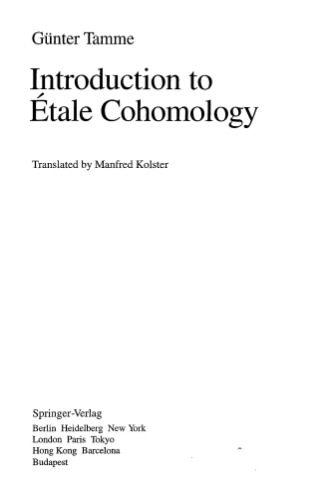 Günter Tamme
Introduction to
Étale Cohomology
Translated by Manfred Kolster
Springer-Verlag
Berlin Heidelberg New York
London Paris Tokyo
Hong Kong Barcelona
Budapest